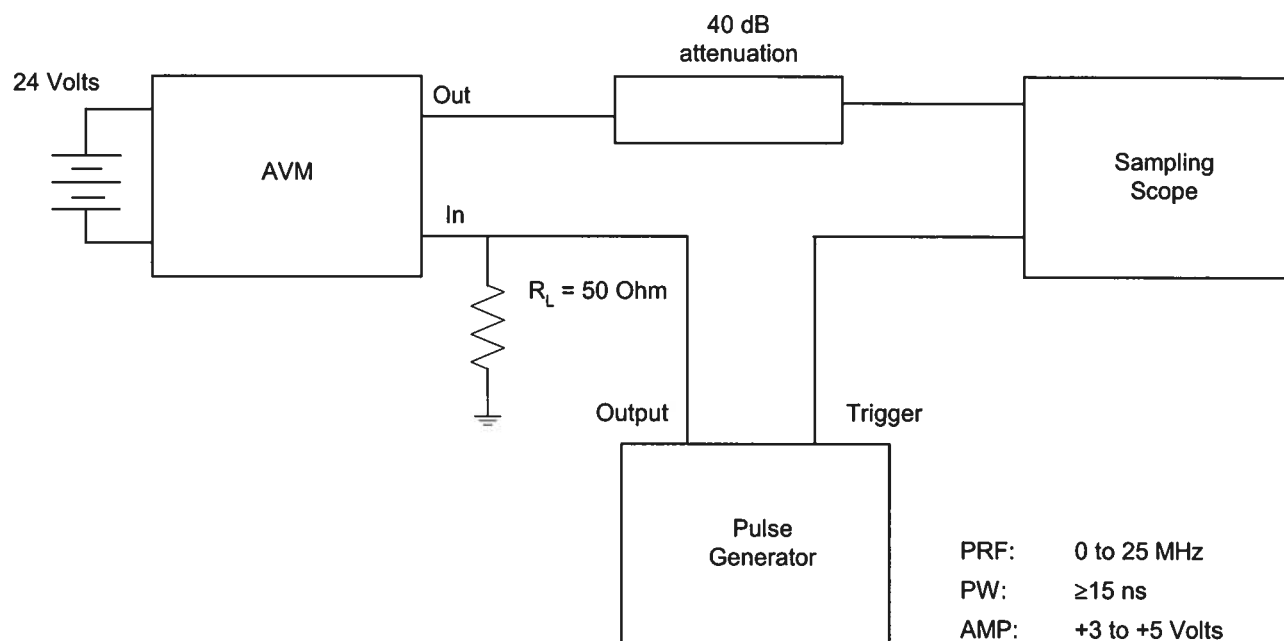 40 dB
attenuation
24 Volts
Out
AVM
Sampling
Scope
In
R_L = 50 Ohm
Output
Trigger
Pulse
Generator
PRF: 0 to 25 MHz
PW: ≥15 ns
AMP: +3 to +5 Volts